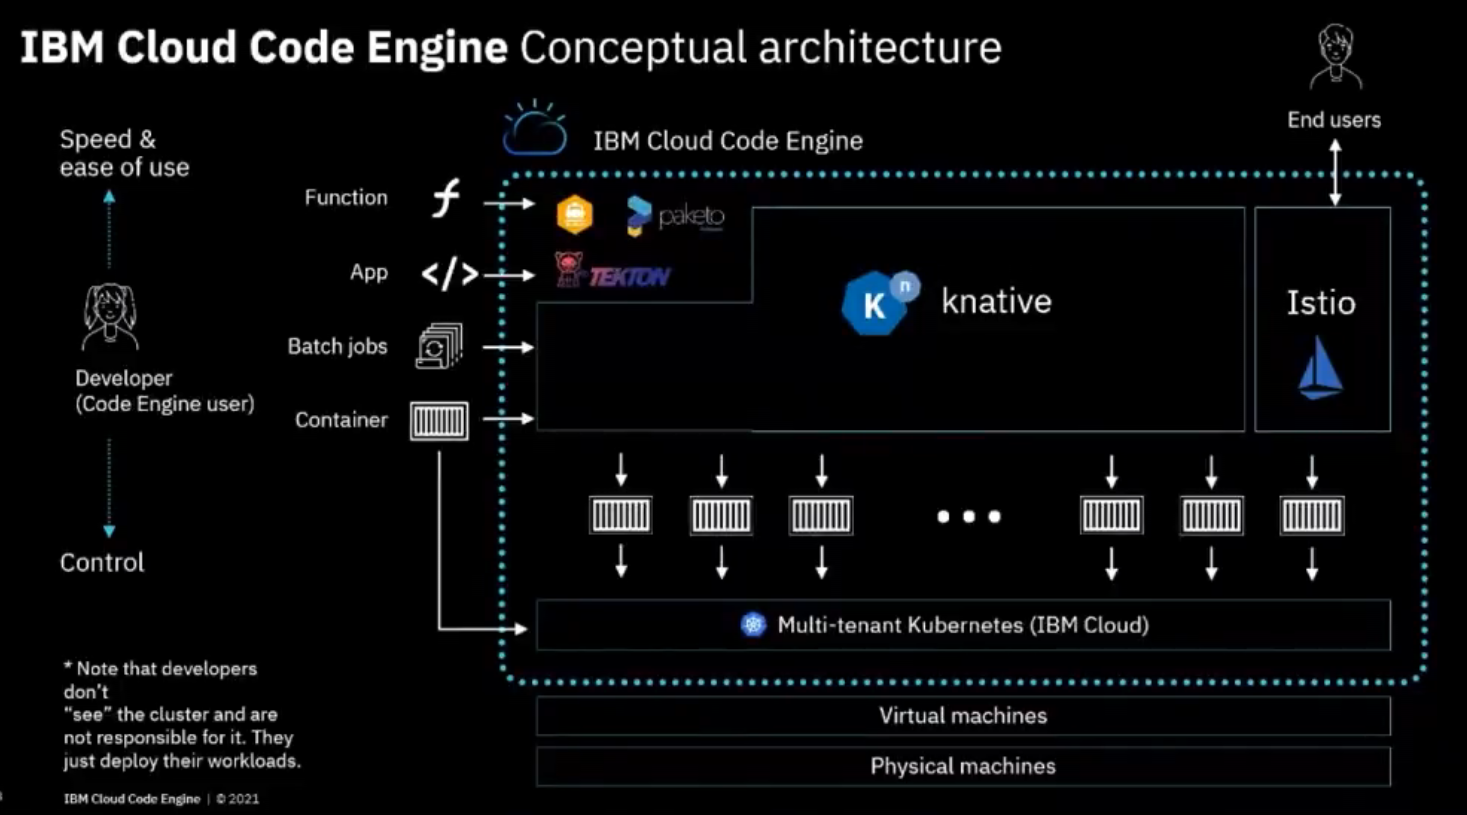 IBM Cloud Code Engine Conceptual architecture
End users
Speed &
ease of use
IBM Cloud Code Engine
Function
paketo
App
</>
TEKTON
Batch jobs
Container
K
n
knative
Istio
Developer
(Code Engine user)
Control
Multi-tenant Kubernetes (IBM Cloud)
* Note that developers
don't
“see” the cluster and are
not responsible for it. They
just deploy their workloads.
Virtual machines
Physical machines
IBM Cloud Code Engine | © 2021